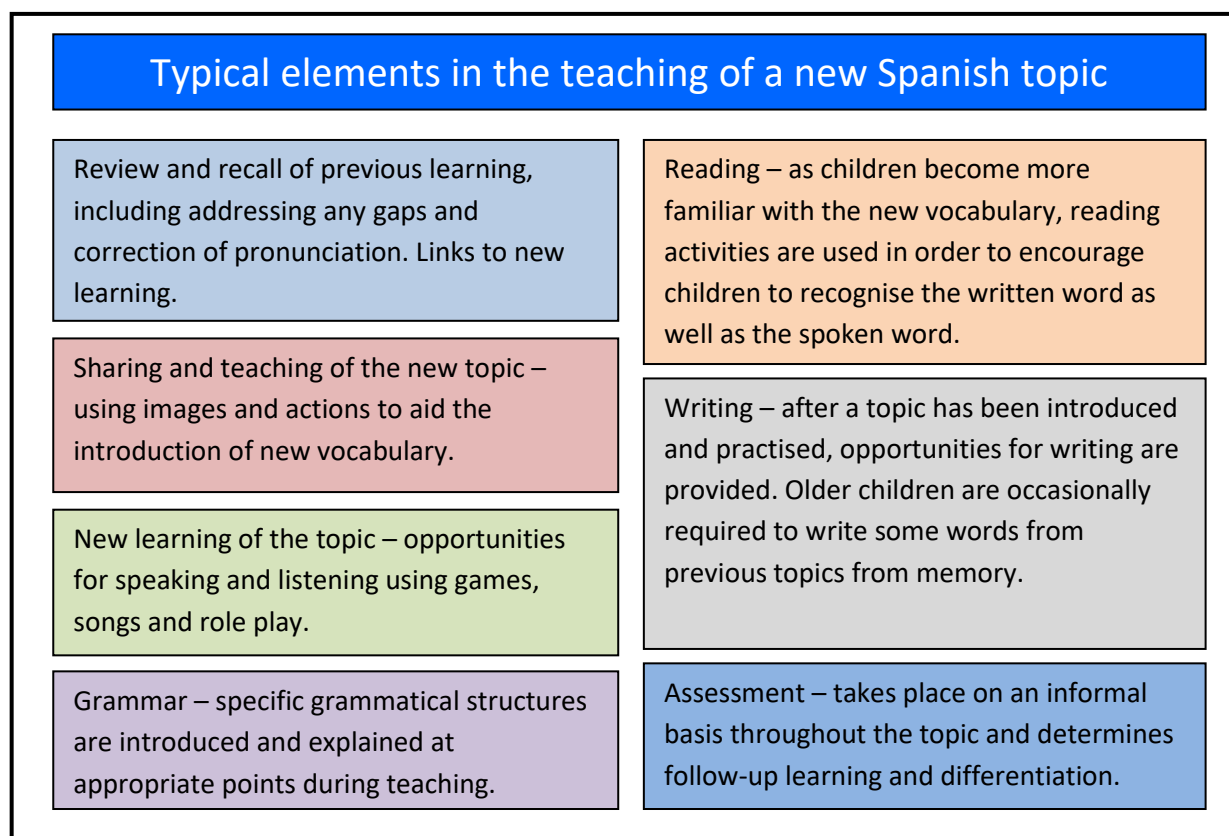 Typical elements in the teaching of a new Spanish topic
Review and recall of previous learning,
including addressing any gaps and
correction of pronunciation. Links to new
learning.
Sharing and teaching of the new topic –
using images and actions to aid the
introduction of new vocabulary.
New learning of the topic – opportunities
for speaking and listening using games,
songs and role play.
Grammar – specific grammatical structures
are introduced and explained at
appropriate points during teaching.
Reading – as children become more
familiar with the new vocabulary, reading
activities are used in order to encourage
children to recognise the written word as
well as the spoken word.
Writing – after a topic has been introduced
and practised, opportunities for writing are
provided. Older children are occasionally
required to write some words from
previous topics from memory.
Assessment – takes place on an informal
basis throughout the topic and determines
follow-up learning and differentiation.